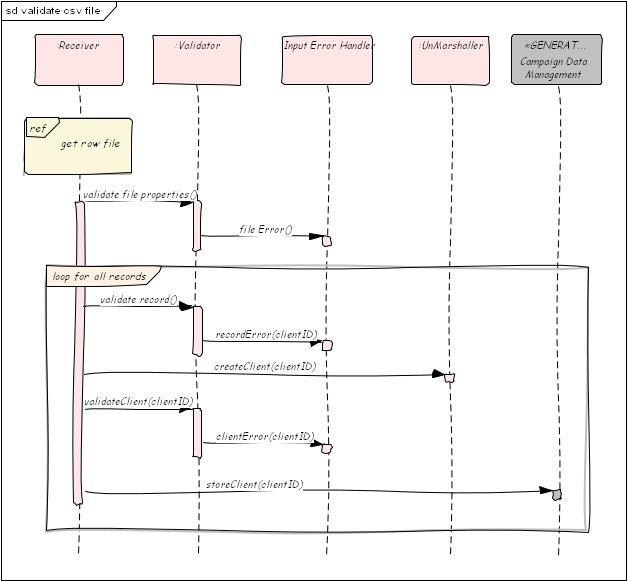 sd validate csv file
:Receiver
:Validator
Input Error Handler
:UnMarshaller
«GENERAT...
Campaign Data
Management
ref
get raw file
validate file properties()
file Error()
loop for all records
validate record()
recordError(clientID)
createClient(clientID)
validateClient(clientID)
clientError(clientID)
storeClient(clientID)